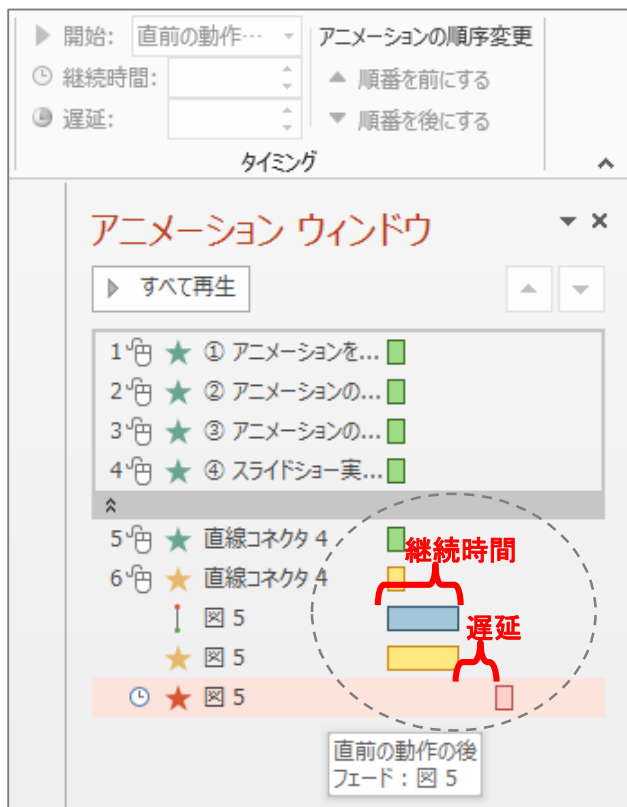 開始: 直前の動作… アニメーションの順序変更
継続時間: 順番を前にする
遅延: 順番を後にする
タイミング
アニメーション ウィンドウ
すべて再生
1 ① アニメーションを...
2 ② アニメーションの...
3 ③ アニメーションの...
4 ④ スライドショー実...
5 直線コネクタ 4
継続時間
6 直線コネクタ 4
図 5
遅延
図 5
図 5
直前の動作の後
フェード : 図 5